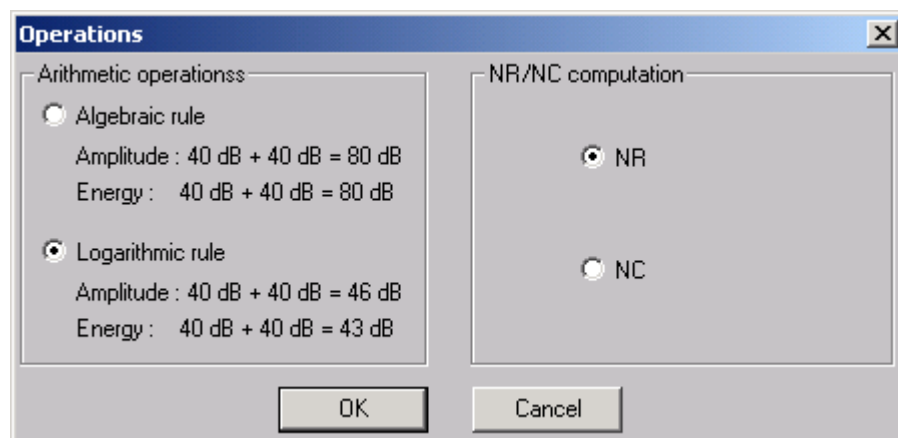 Operations
Arithmetic operationss
Algebraic rule
Amplitude : 40 dB + 40 dB = 80 dB
Energy : 40 dB + 40 dB = 80 dB
Logarithmic rule
Amplitude : 40 dB + 40 dB = 46 dB
Energy : 40 dB + 40 dB = 43 dB
NR/NC computation
NR
NC
OK
Cancel